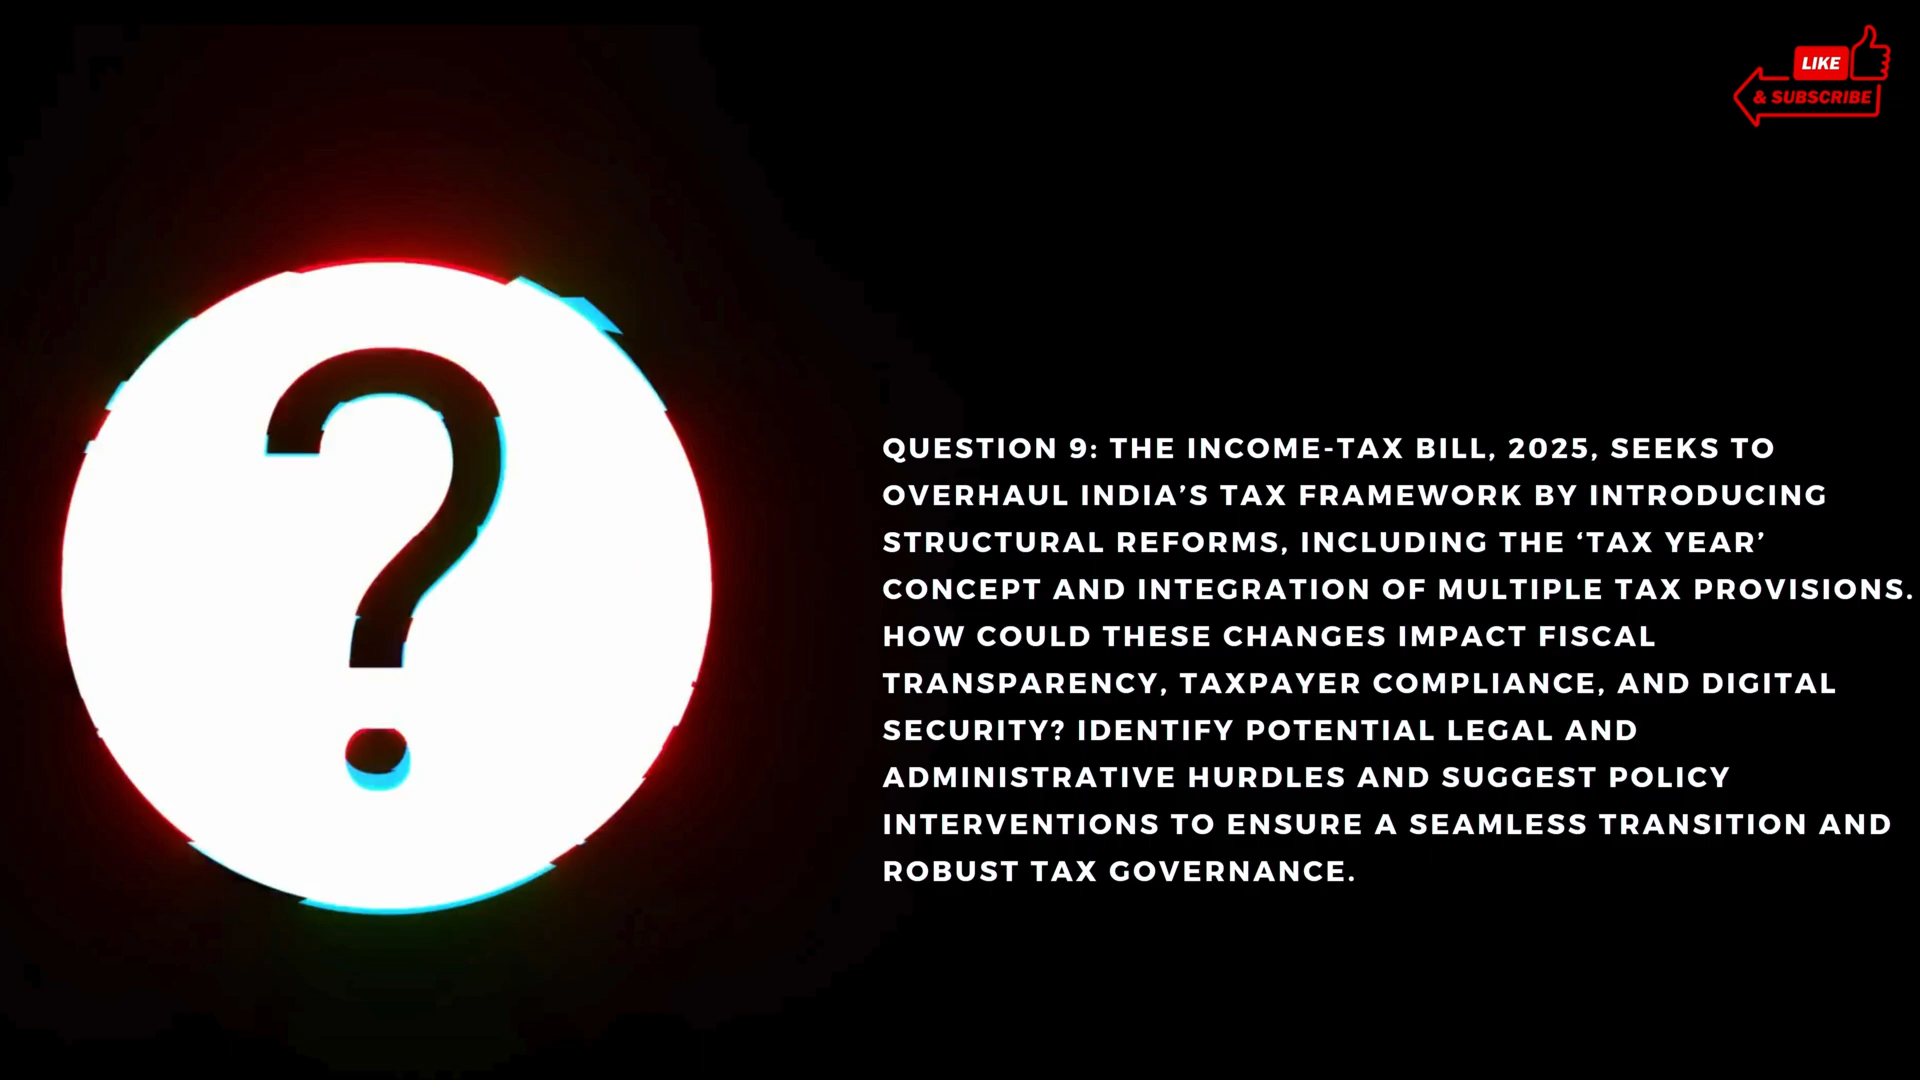 LIKE
& SUBSCRIBE
?
QUESTION 9: THE INCOME-TAX BILL, 2025, SEEKS TO
OVERHAUL INDIA’S TAX FRAMEWORK BY INTRODUCING
STRUCTURAL REFORMS, INCLUDING THE ‘TAX YEAR’
CONCEPT AND INTEGRATION OF MULTIPLE TAX PROVISIONS.
HOW COULD THESE CHANGES IMPACT FISCAL
TRANSPARENCY, TAXPAYER COMPLIANCE, AND DIGITAL
SECURITY? IDENTIFY POTENTIAL LEGAL AND
ADMINISTRATIVE HURDLES AND SUGGEST POLICY
INTERVENTIONS TO ENSURE A SEAMLESS TRANSITION AND
ROBUST TAX GOVERNANCE.